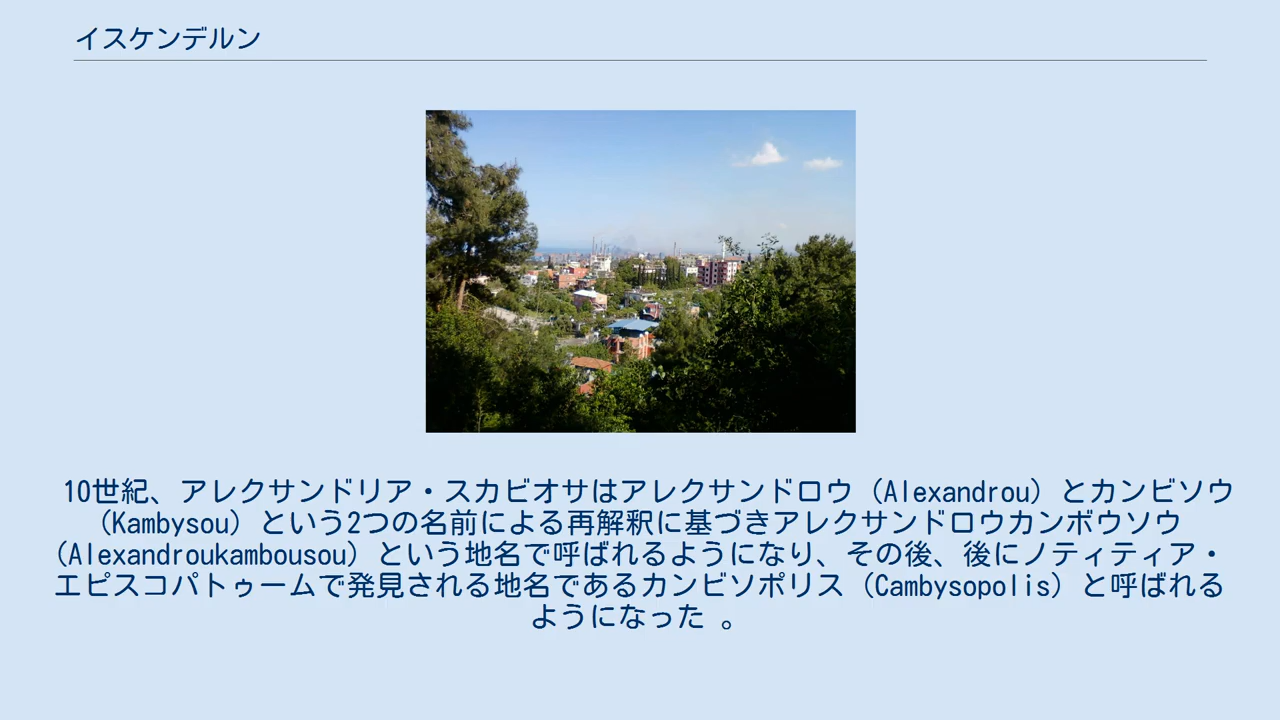 イスケンデルン
10世紀、アレクサンドリア・スカビオサはアレクサンドロウ（Alexandrou）とカンビソウ
（Kambysou）という2つの名前による再解釈に基づきアレクサンドロウカンボウソウ
（Alexandroukambousou）という地名で呼ばれるようになり、その後、後にノティティア・
エピスコパトゥームで発見される地名であるカンビソポリス（Cambysopolis）と呼ばれる
ようになった 。